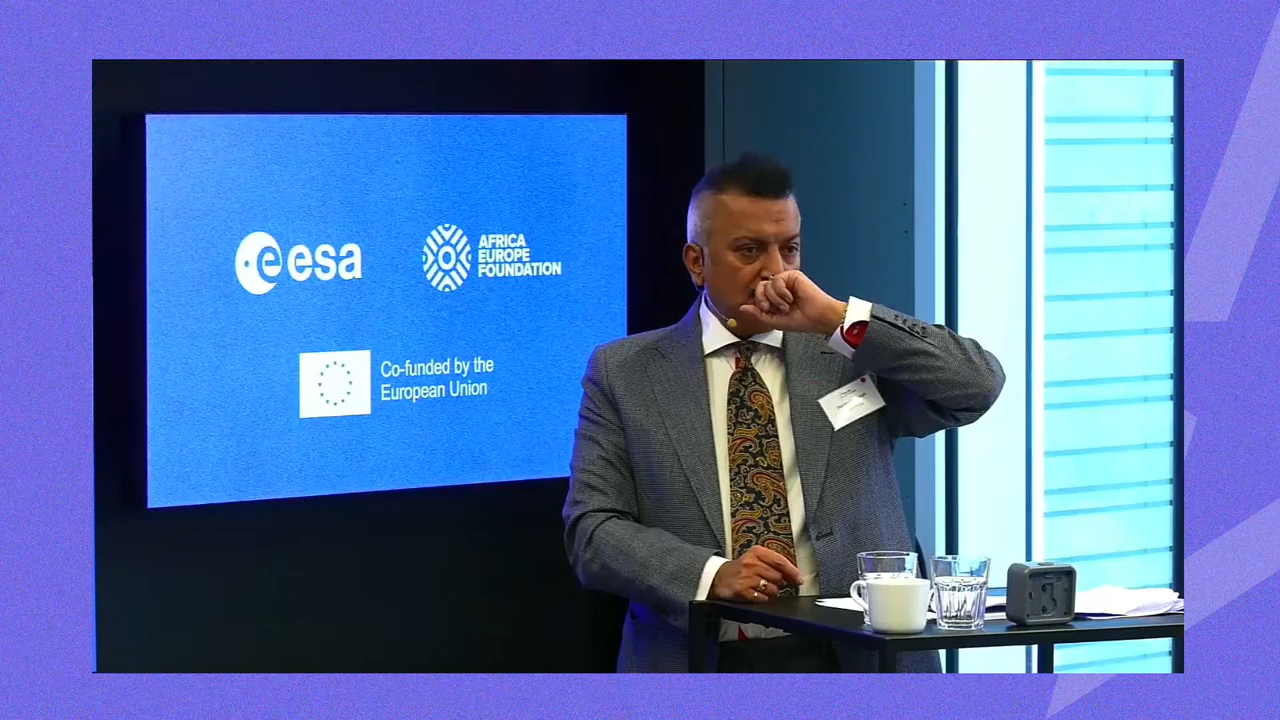 esa
AFRICA
EUROPE
FOUNDATION
Co-funded by the
European Union